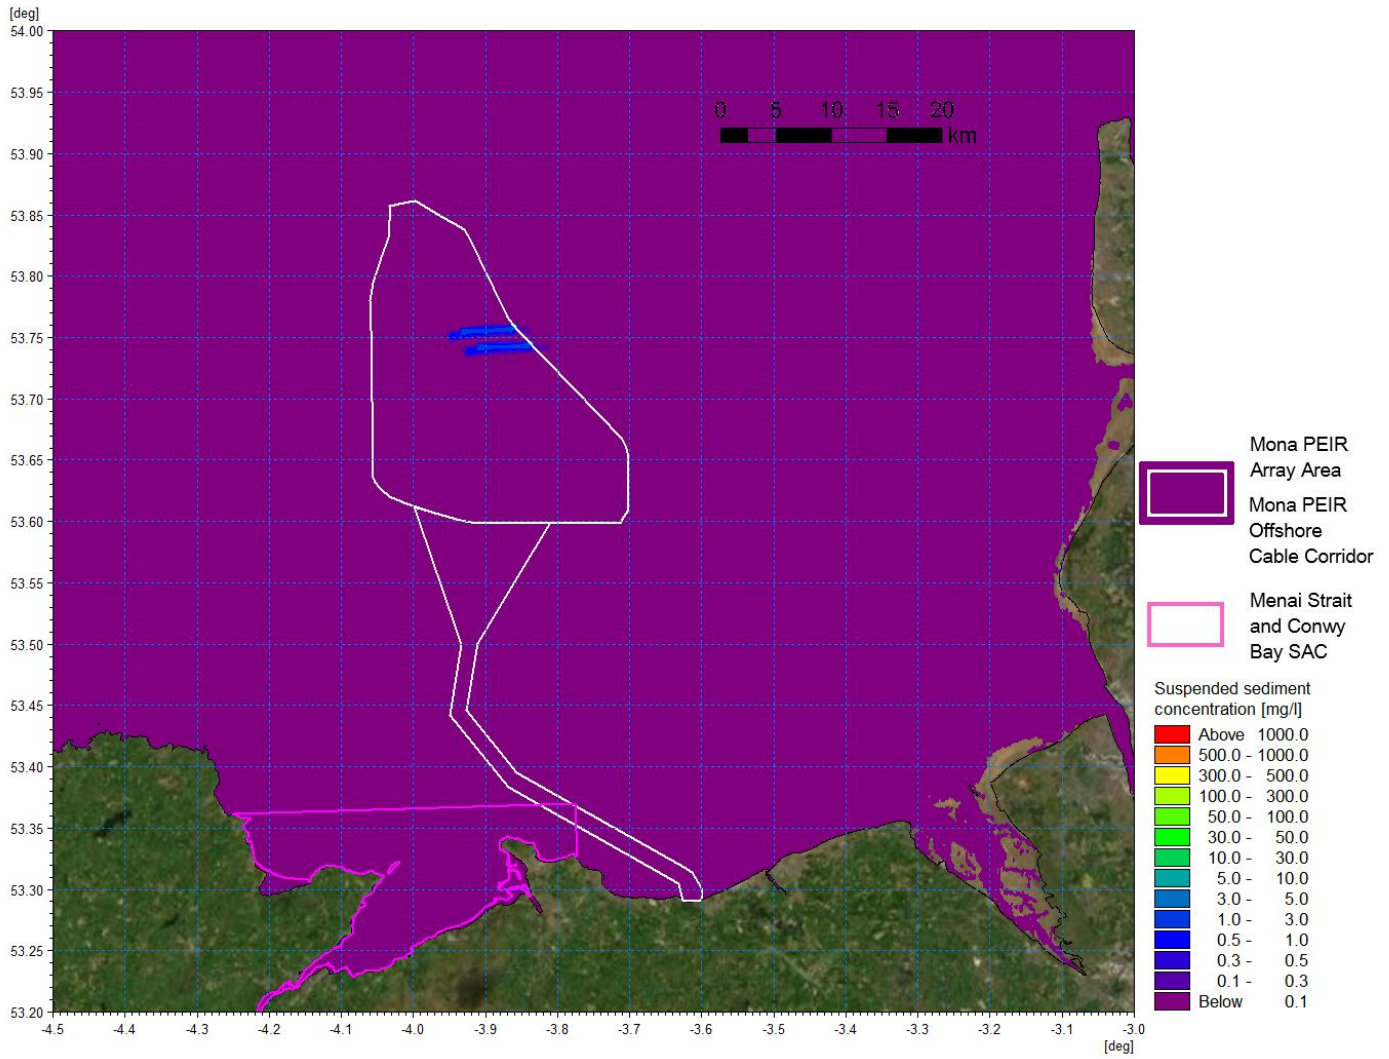 [deg]
54.00
53.95
53.90
53.85
53.80
53.75
53.70
53.65
53.60
53.55
53.50
53.45
53.40
53.35
53.30
53.25
53.20
0 5 10 15 20
km
-4.5 -4.4 -4.3 -4.2 -4.1 -4.0 -3.9 -3.8 -3.7 -3.6 -3.5 -3.4 -3.3 -3.2 -3.1 -3.0
[deg]
Mona PEIR
Array Area
Mona PEIR
Offshore
Cable Corridor
Menai Strait
and Conwy
Bay SAC
Suspended sediment
concentration [mg/l]
Above 1000.0
500.0 - 1000.0
300.0 - 500.0
100.0 - 300.0
50.0 - 100.0
30.0 - 50.0
10.0 - 30.0
5.0 - 10.0
3.0 - 5.0
1.0 - 3.0
0.5 - 1.0
0.3 - 0.5
0.1 - 0.3
Below 0.1